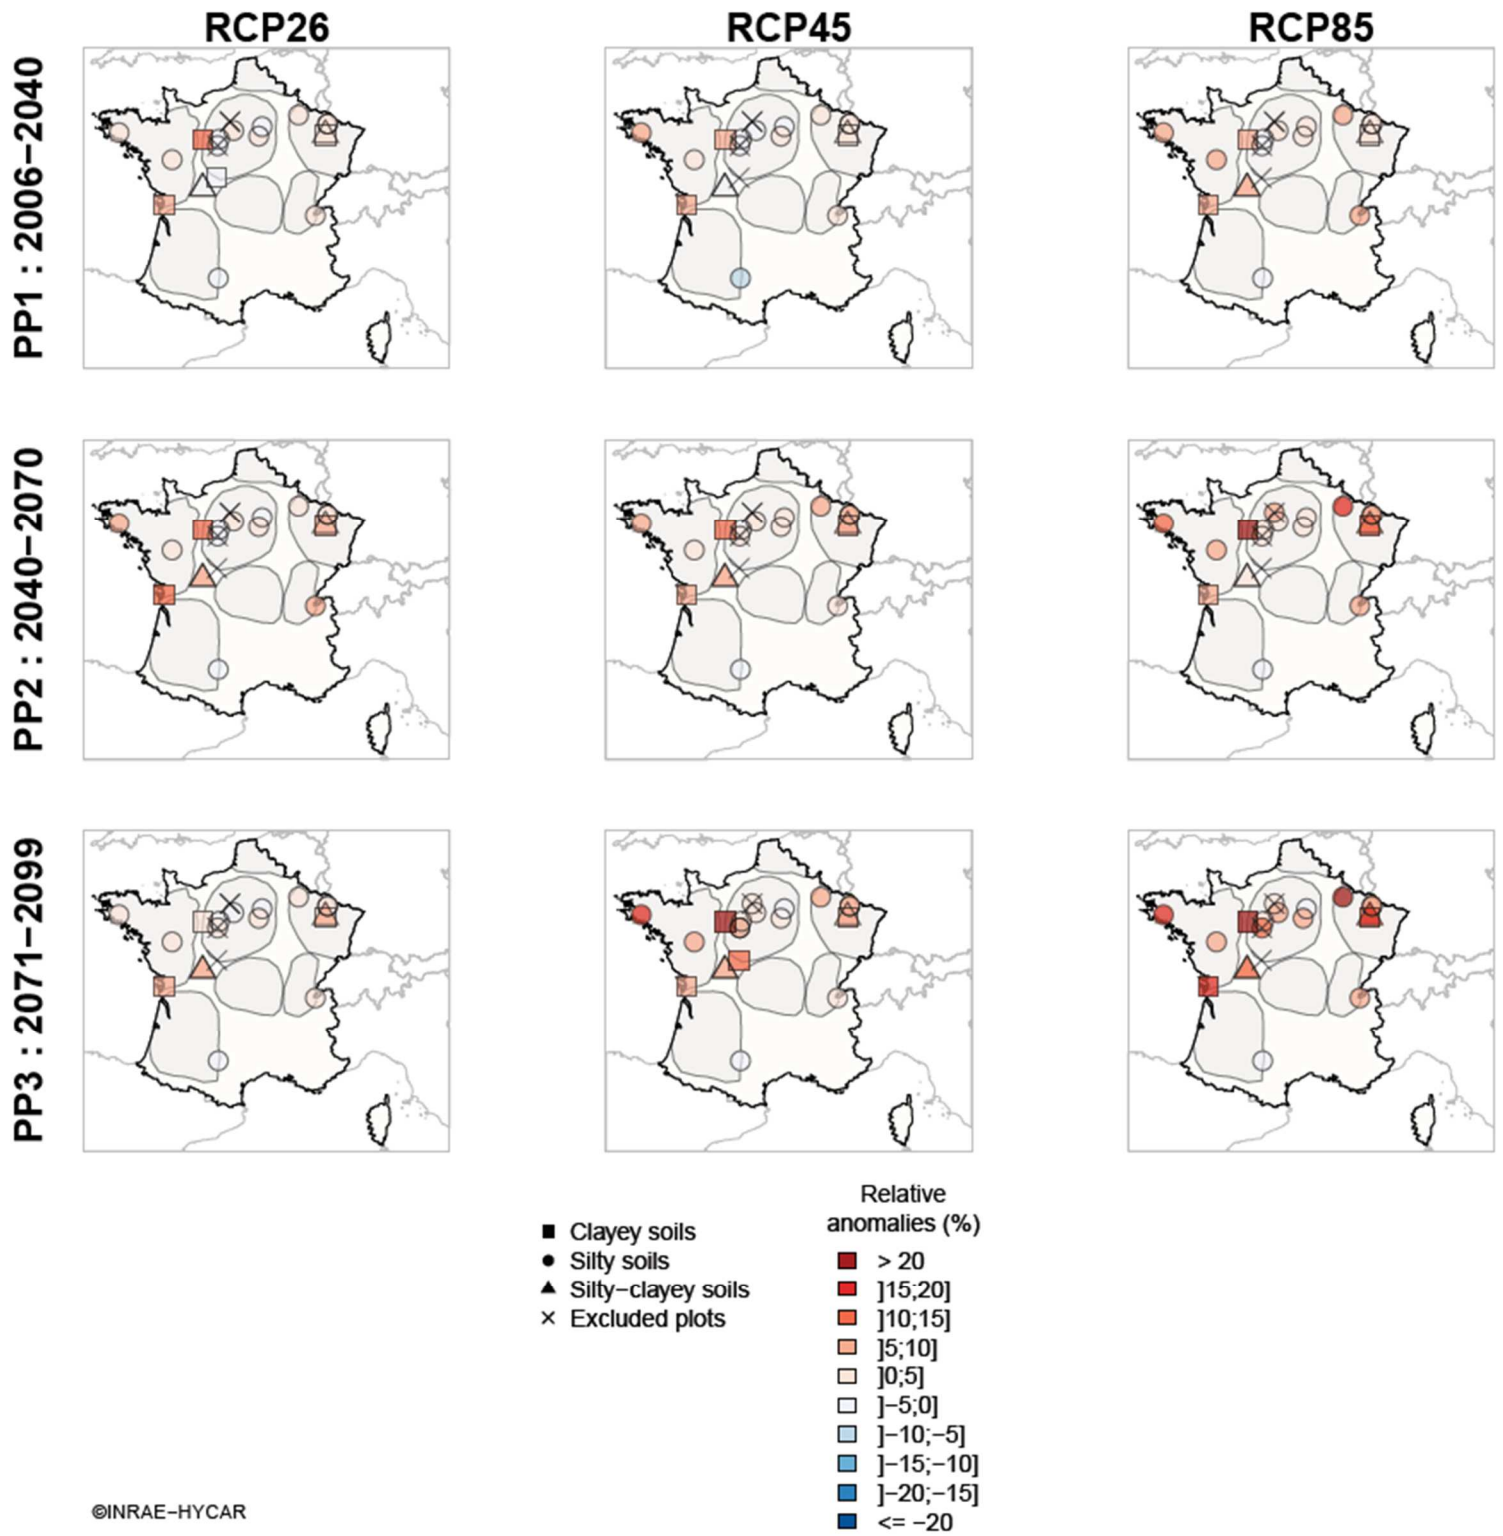 RCP26
RCP45
RCP85
PP1 : 2006−2040
PP2 : 2040−2070
PP3 : 2071−2099
Clayey soils
Silty soils
Silty−clayey soils
Excluded plots
Relative
anomalies (%)
> 20
]15;20]
]10;15]
]5;10]
]0;5]
]−5;0]
]−10;−5]
]−15;−10]
]−20;−15]
<= −20
©INRAE−HYCAR